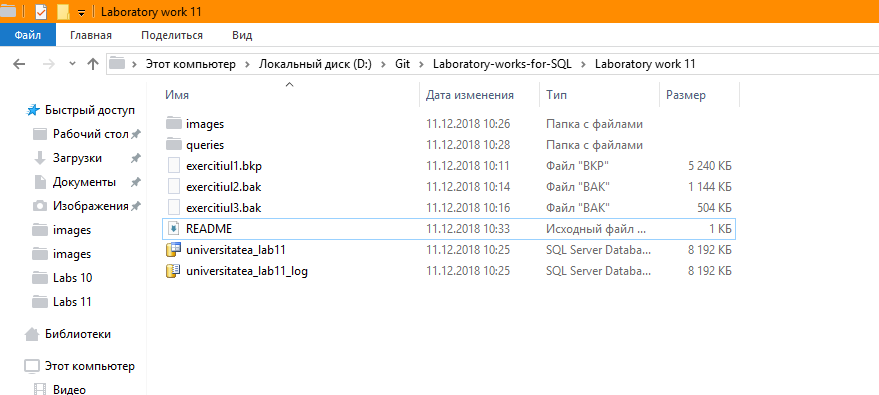 Laboratory work 11
Файл Главная Поделиться Вид
Этот компьютер Локальный диск (D:) Git Laboratory-works-for-SQL Laboratory work 11
Имя Дата изменения Тип Размер
Быстрый доступ
Рабочий стол
Загрузки
Документы
Изображения
images
images
Labs 10
Labs 11
Библиотеки
Этот компьютер
Видео
images 11.12.2018 10:26 Папка с файлами
queries 11.12.2018 10:28 Папка с файлами
exercitiul1.bkp 11.12.2018 10:11 Файл "BKP" 5 240 КБ
exercitiul2.bak 11.12.2018 10:14 Файл "BAK" 1 144 КБ
exercitiul3.bak 11.12.2018 10:16 Файл "BAK" 504 КБ
README 11.12.2018 10:33 Исходный файл ... 1 КБ
universitatea_lab11 11.12.2018 10:25 SQL Server Databa... 8 192 КБ
universitatea_lab11_log 11.12.2018 10:25 SQL Server Databa... 8 192 КБ